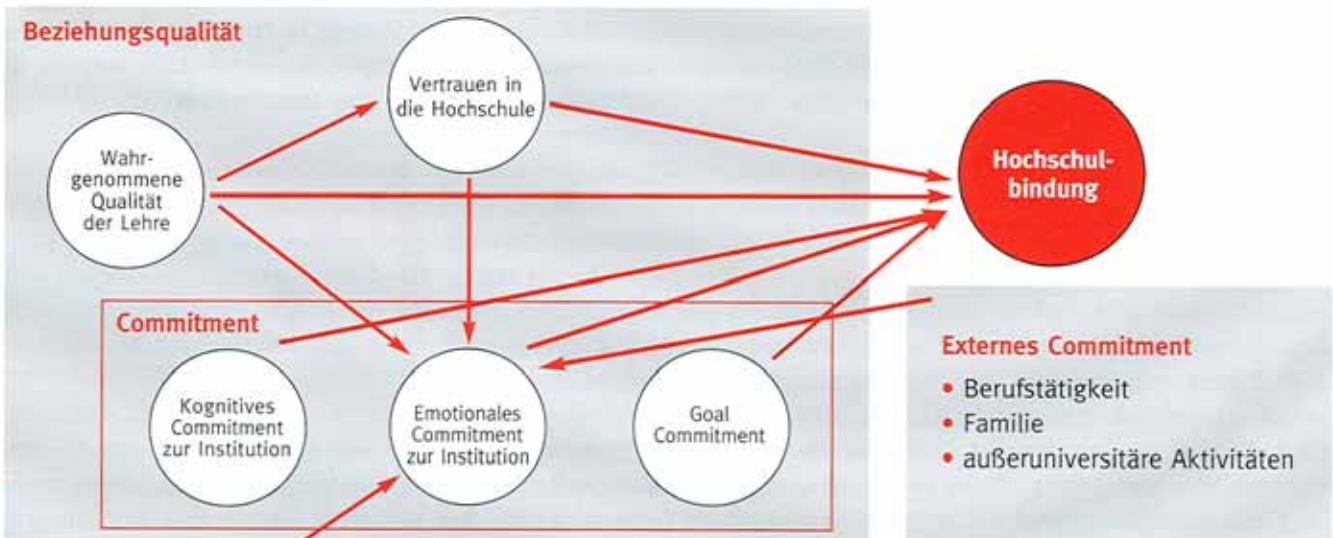 Beziehungsqualität
Vertrauen in
die Hochschule
Wahr-
genommene
Qualität
der Lehre
Hochschul-
bindung
Commitment
Kognitives
Commitment
zur Institution
Emotionales
Commitment
zur Institution
Goal
Commitment
Externes Commitment
• Berufstätigkeit
• Familie
• außeruniversitäre Aktivitäten